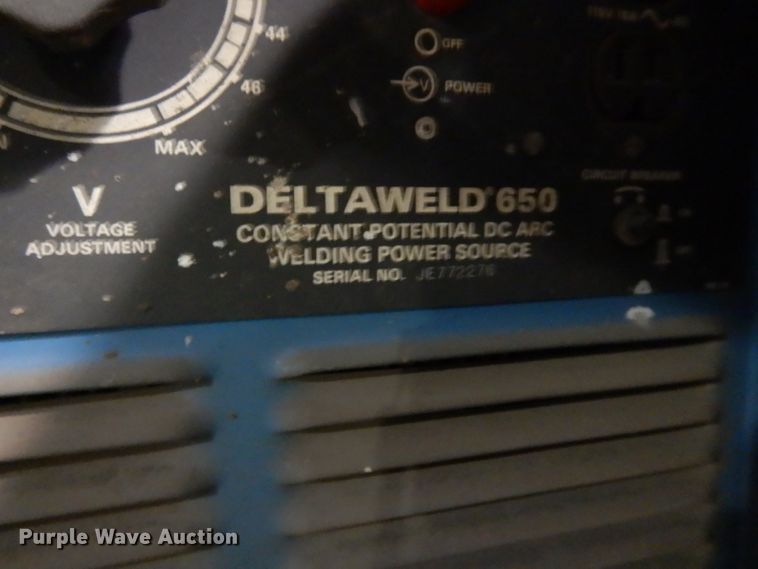 44
OFF
46
V
POWER
MAX
CIRCUIT BREAKER
V
VOLTAGE
ADJUSTMENT
DELTAWELD® 650
CONSTANT POTENTIAL DC ARC
WELDING POWER SOURCE
SERIAL NO. JE772276
Purple Wave Auction